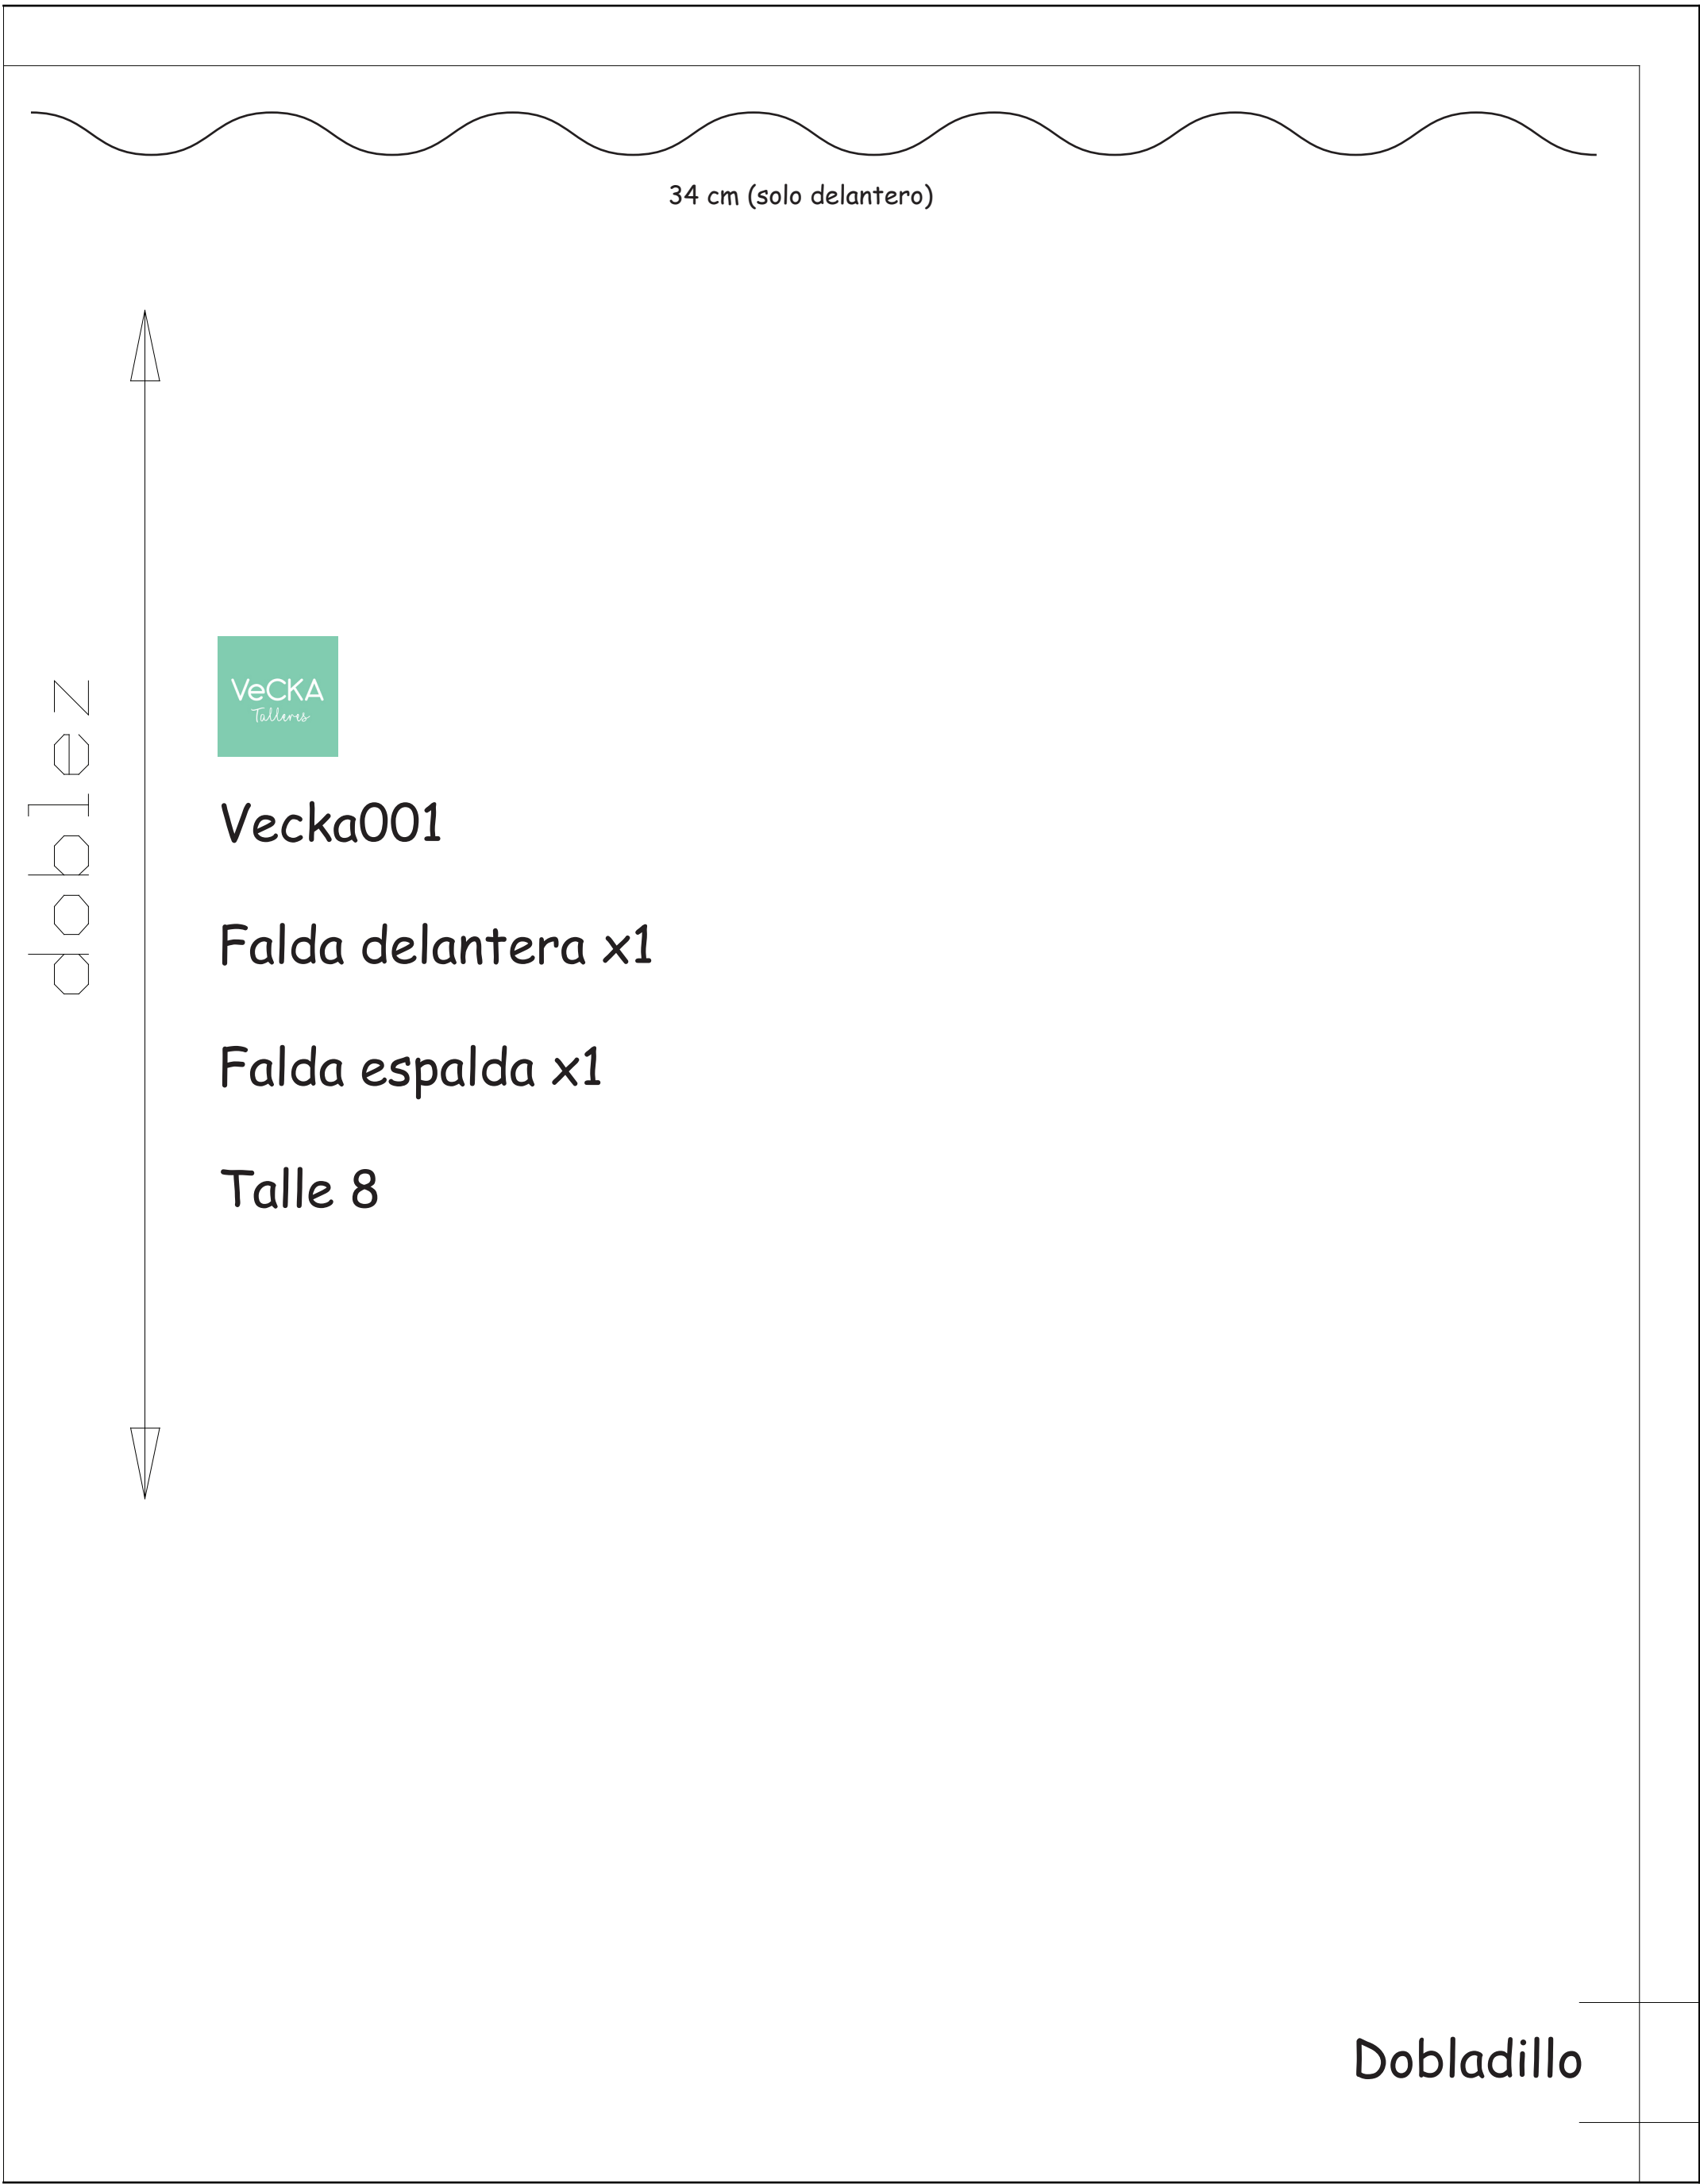 34 cm (solo delantero)
doblez
VeCKA
Talleres
Vecka001
Falda delantera x1
Falda espalda x1
Talle 8
Dobladillo